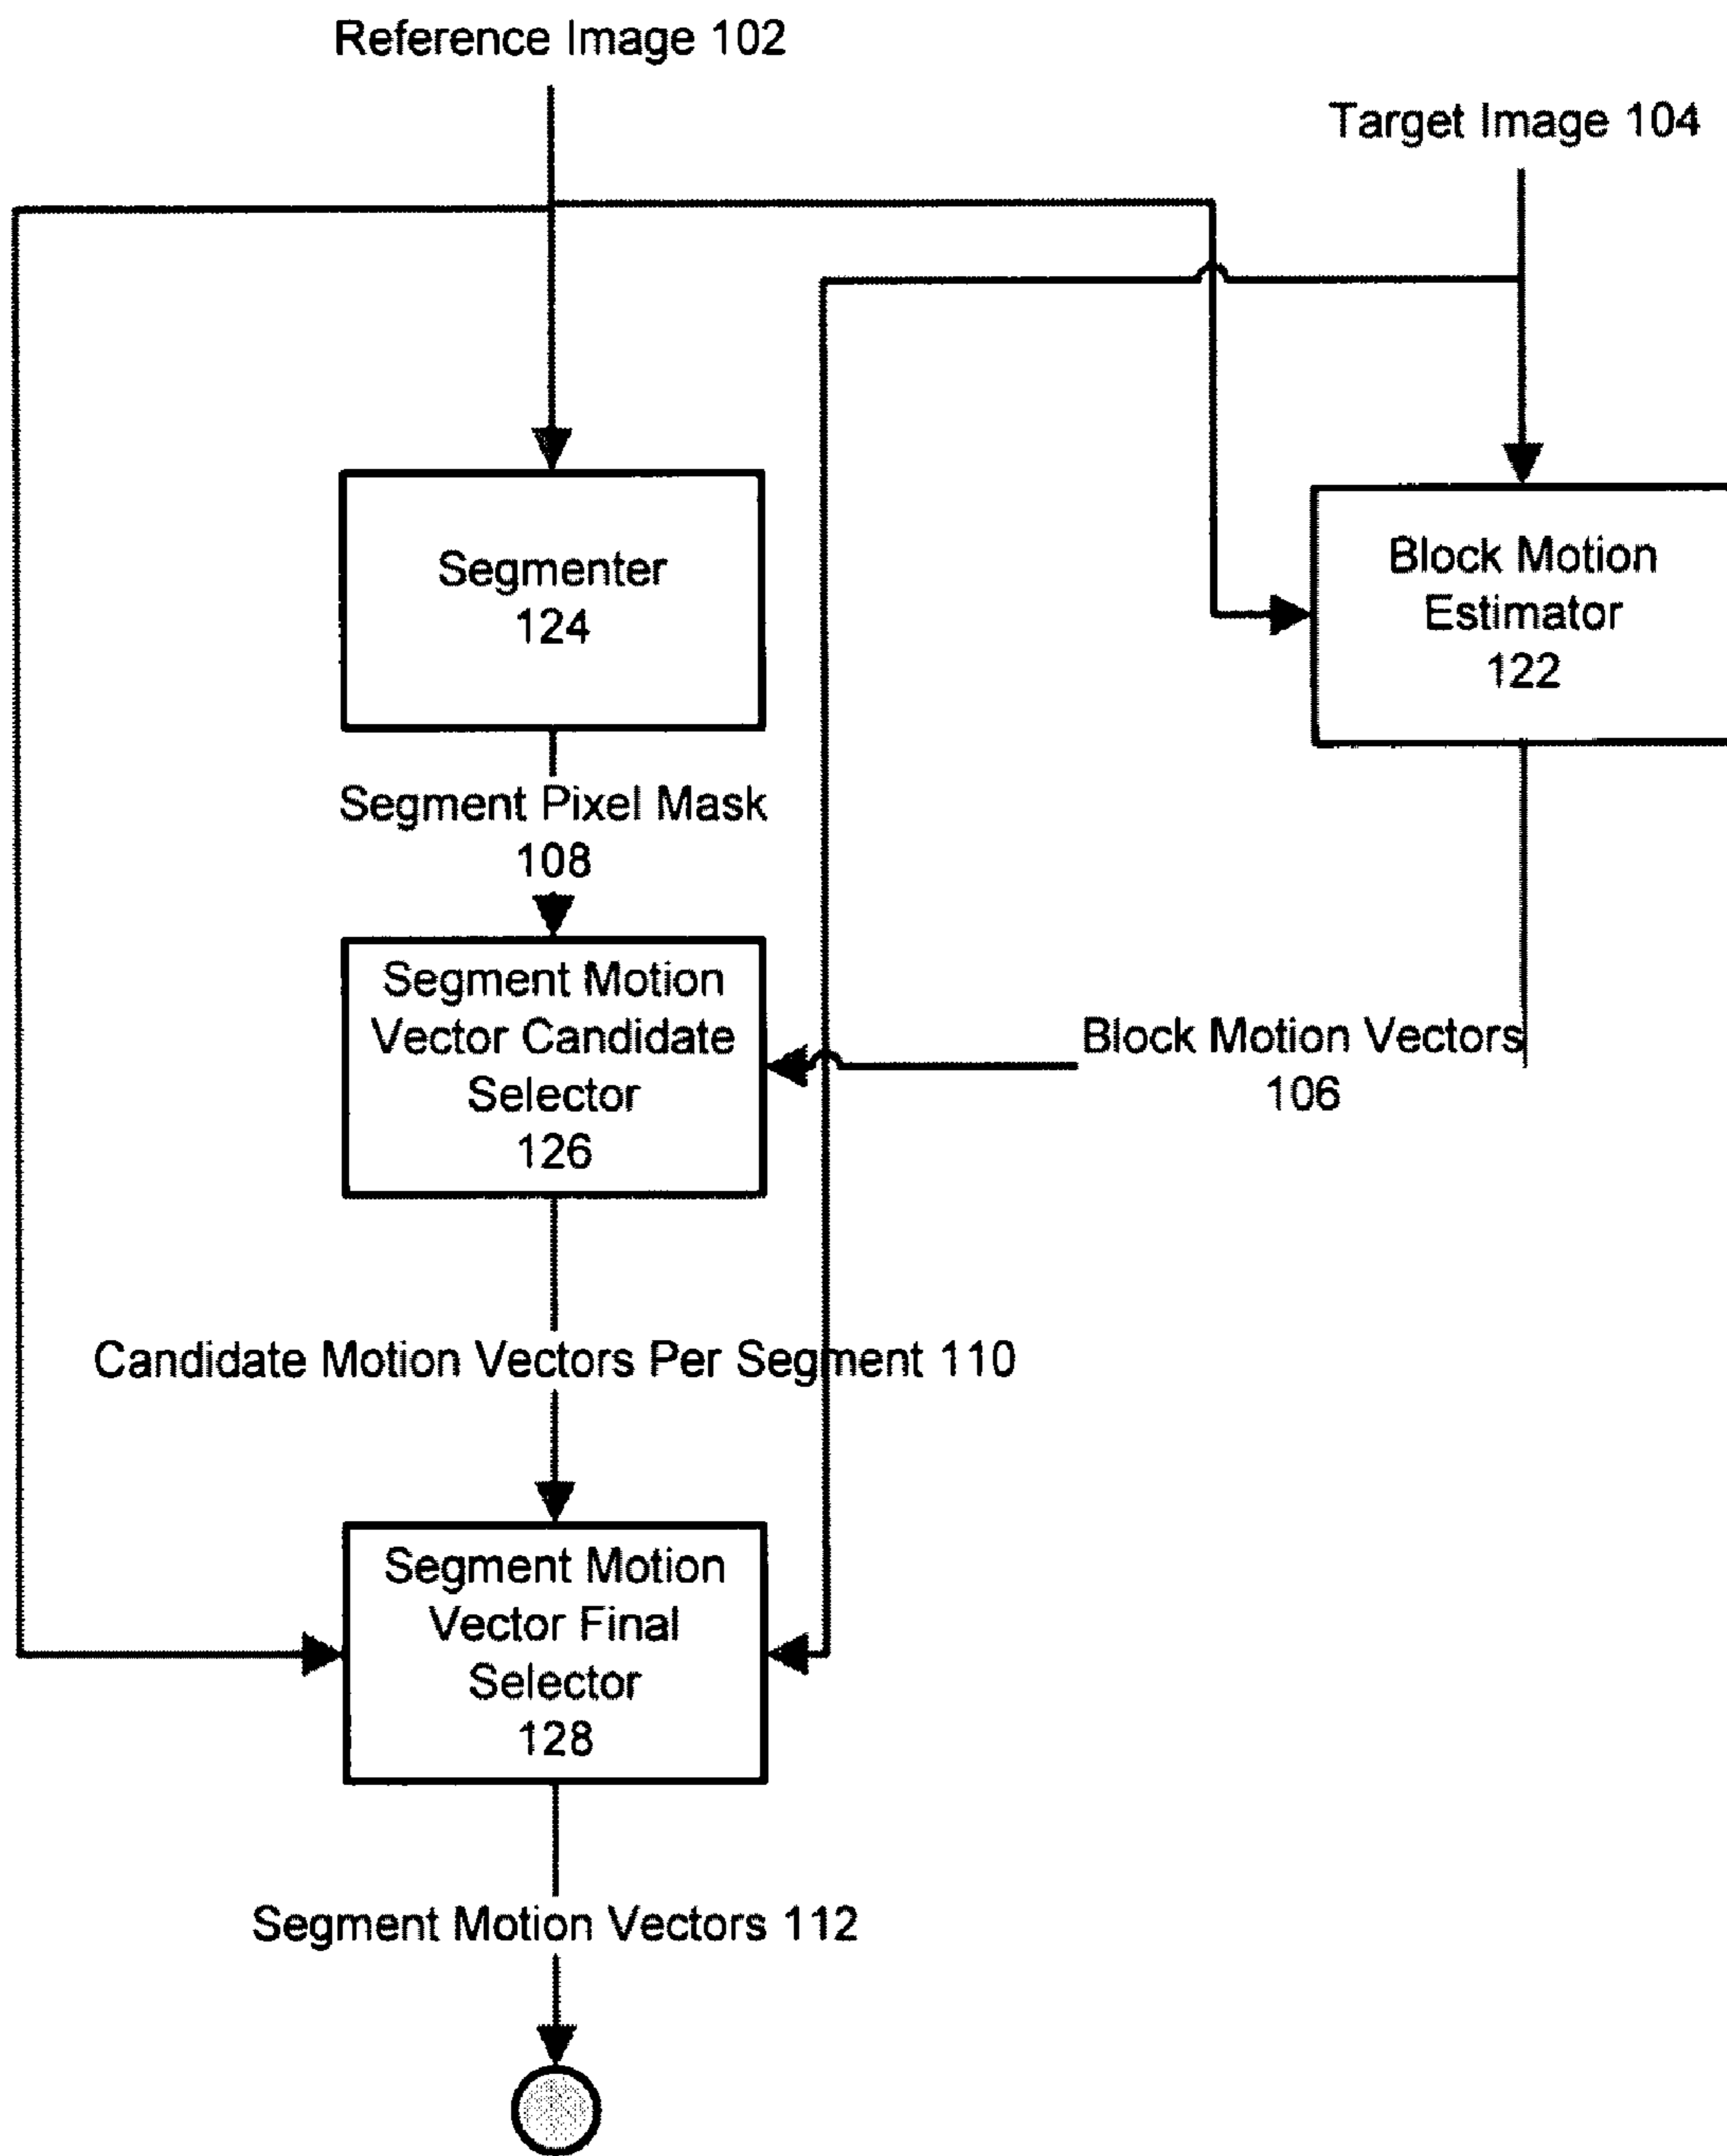 Reference Image 102
Target Image 104
Segmenter
124
Block Motion
Estimator
122
Segment Pixel Mask
108
Segment Motion
Vector Candidate
Selector
126
Block Motion Vectors
106
Candidate Motion Vectors Per Segment 110
Segment Motion
Vector Final
Selector
128
Segment Motion Vectors 112